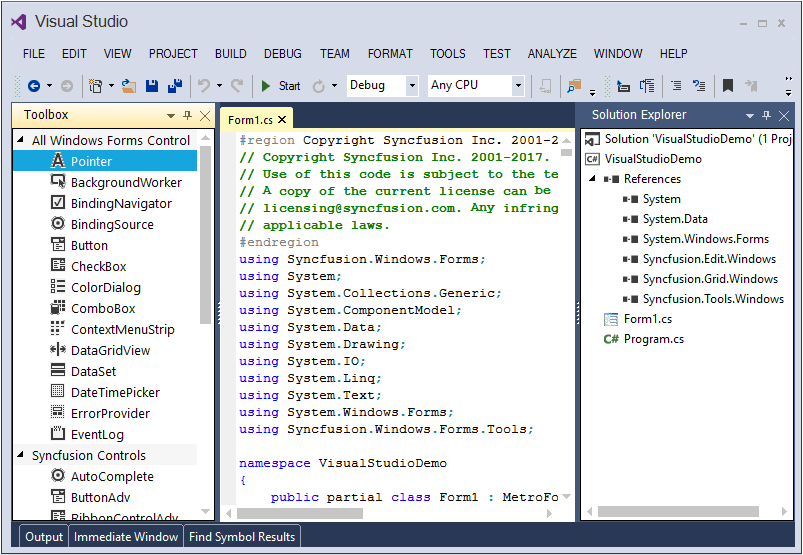 Visual Studio
FILE EDIT VIEW PROJECT BUILD DEBUG TEAM FORMAT TOOLS TEST ANALYZE WINDOW HELP
Start Debug Any CPU
Toolbox
All Windows Forms Control
Pointer
BackgroundWorker
BindingNavigator
BindingSource
Button
CheckBox
ColorDialog
ComboBox
ContextMenuStrip
DataGridView
DataSet
DateTimePicker
ErrorProvider
EventLog
Syncfusion Controls
AutoComplete
ButtonAdv
RibbonControlAdv
Form1.cs
#region Copyright Syncfusion Inc. 2001-2
// Copyright Syncfusion Inc. 2001-2017.
// Use of this code is subject to the te
// A copy of the current license can be
// licensing@syncfusion.com. Any infring
// applicable laws.
#endregion
using Syncfusion.Windows.Forms;
using System;
using System.Collections.Generic;
using System.ComponentModel;
using System.Data;
using System.Drawing;
using System.IO;
using System.Linq;
using System.Text;
using System.Windows.Forms;
using Syncfusion.Windows.Forms.Tools;
namespace VisualStudioDemo
{
public partial class Form1 : MetroFo
Solution Explorer
Solution 'VisualStudioDemo' (1 Proj
C# VisualStudioDemo
References
System
System.Data
System.Windows.Forms
Syncfusion.Edit.Windows
Syncfusion.Grid.Windows
Syncfusion.Tools.Windows
Form1.cs
C# Program.cs
Output Immediate Window Find Symbol Results